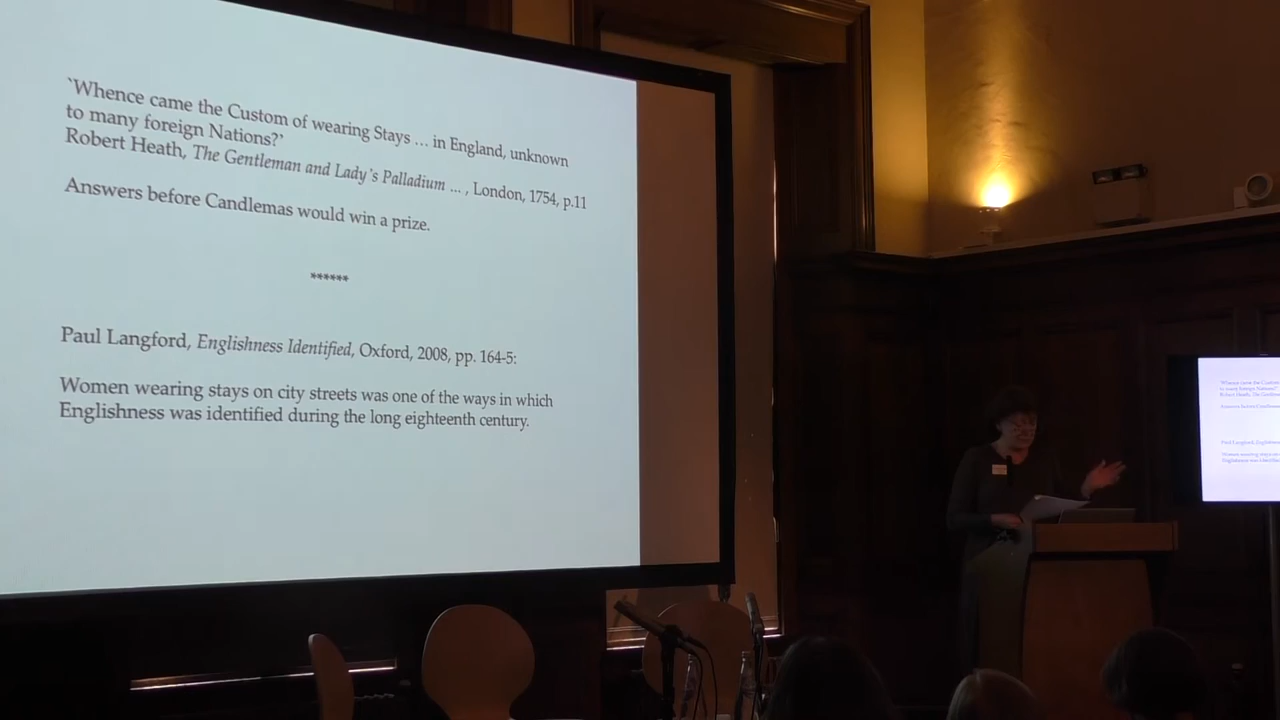 `Whence came the Custom of wearing Stays ... in England, unknown
to many foreign Nations?'
Robert Heath, The Gentleman and Lady's Palladium ... , London, 1754, p.11
Answers before Candlemas would win a prize.
******
Paul Langford, Englishness Identified, Oxford, 2008, pp. 164-5:
Women wearing stays on city streets was one of the ways in which
Englishness was identified during the long eighteenth century.